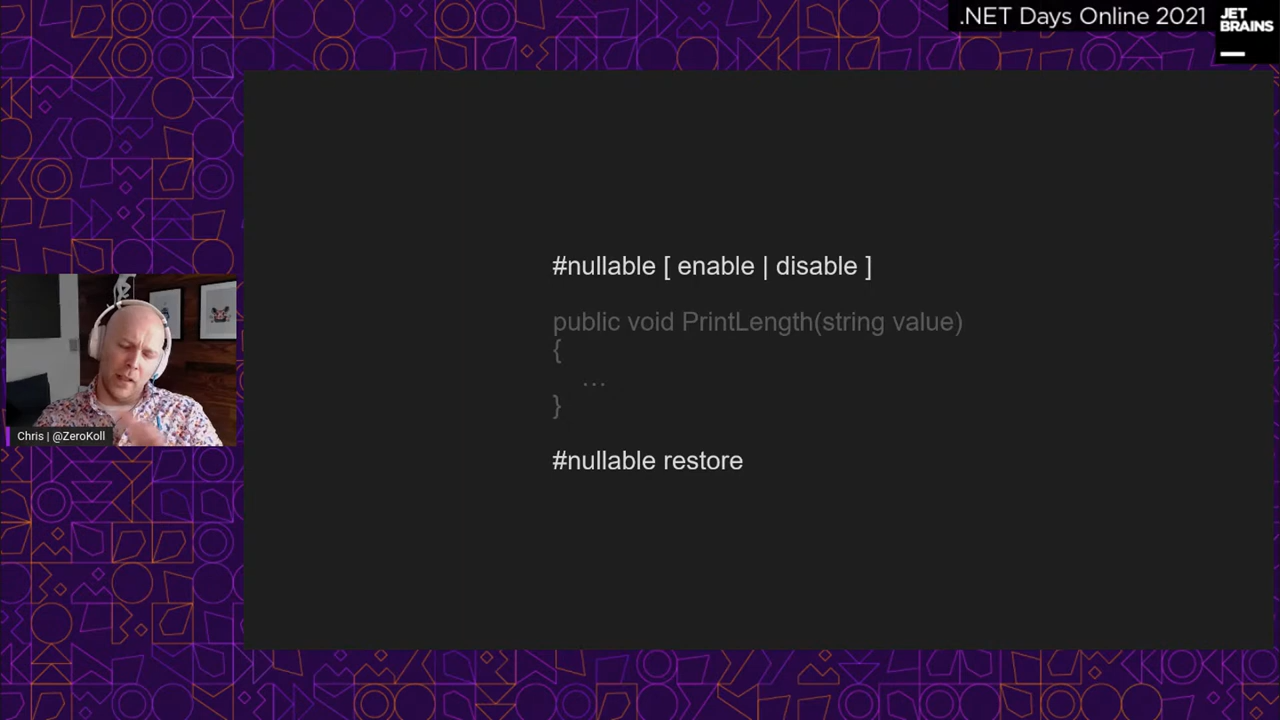 .NET Days Online 2021
JET
BRAINS
#nullable [ enable | disable ]
public void PrintLength(string value)
{
...
}
#nullable restore
Chris | @ZeroKoll